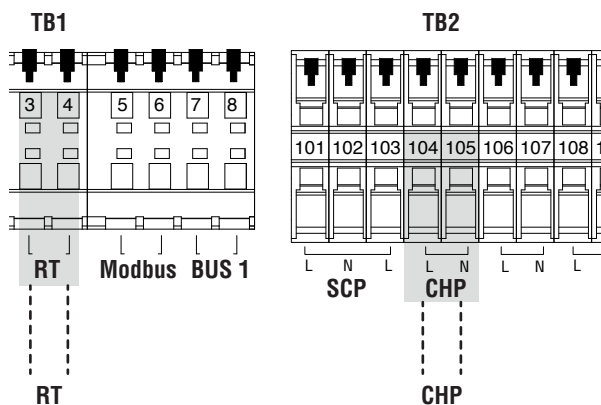 TB1 TB2
3 4 5 6 7 8 101 102 103 104 105 106 107 108 1
L N L L N L N L
RT Modbus BUS 1 SCP CHP
RT CHP